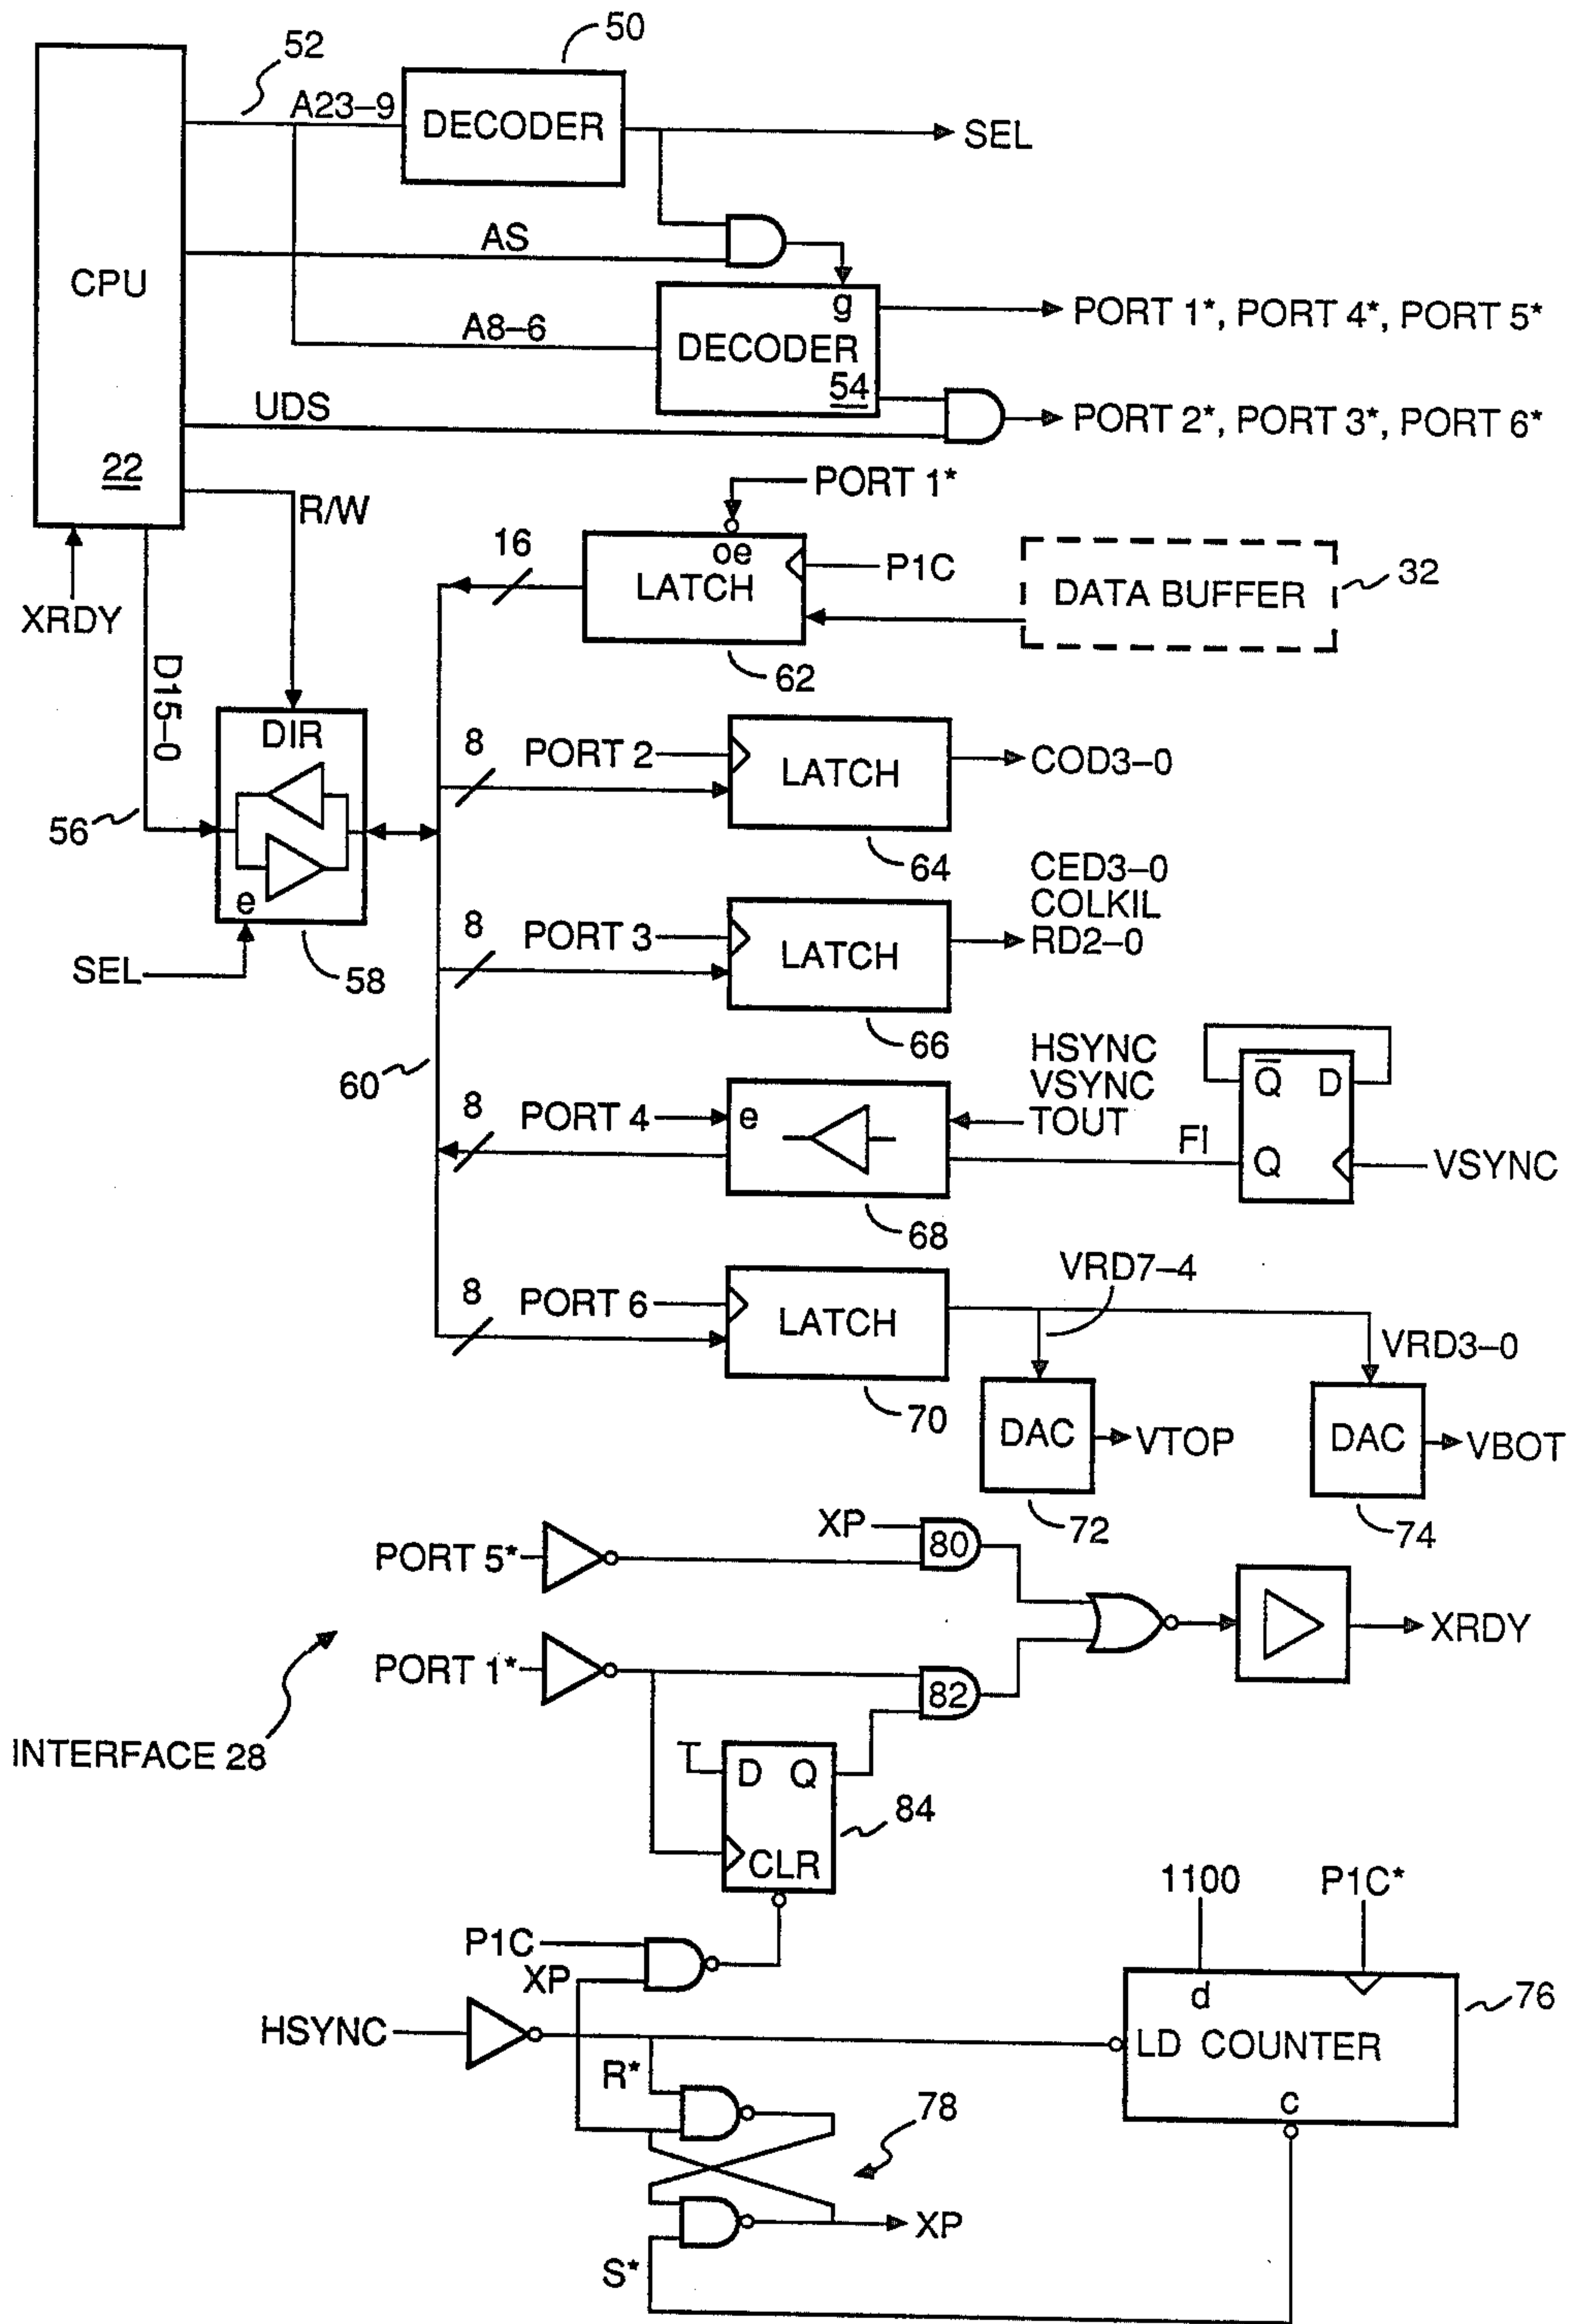 52
50
A23–9
DECODER
SEL
AS
CPU
g
A8–6
DECODER
54
PORT 1*, PORT 4*, PORT 5*
UDS
PORT 2*, PORT 3*, PORT 6*
22
R/W
PORT 1*
16
oe
LATCH
P1C
DATA BUFFER
32
XRDY
62
D15–0
DIR
8
PORT 2
LATCH
COD3–0
56
64
e
CED3–0
COLKIL
RD2–0
8
PORT 3
LATCH
SEL
58
66
HSYNC
VSYNC
TOUT
Q
D
60
8
PORT 4
e
FI
Q
VSYNC
68
VRD7–4
8
PORT 6
LATCH
VRD3–0
70
DAC
VTOP
DAC
VBOT
72
74
XP
80
PORT 5*
XRDY
PORT 1*
82
INTERFACE 28
D Q
84
CLR
1100
P1C*
P1C
XP
d
76
HSYNC
LD COUNTER
R*
c
78
XP
S*